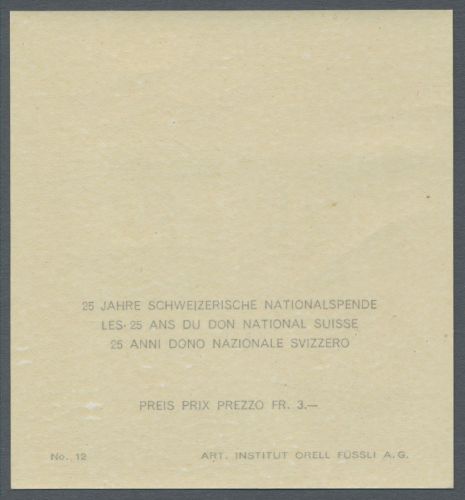 25 JAHRE SCHWEIZERISCHE NATIONALSPENDE
LES 25 ANS DU DON NATIONAL SUISSE
25 ANNI DONO NAZIONALE SVIZZERO
PREIS PRIX PREZZO FR. 3.—
No. 12 ART. INSTITUT ORELL FÜSSLI A.G.